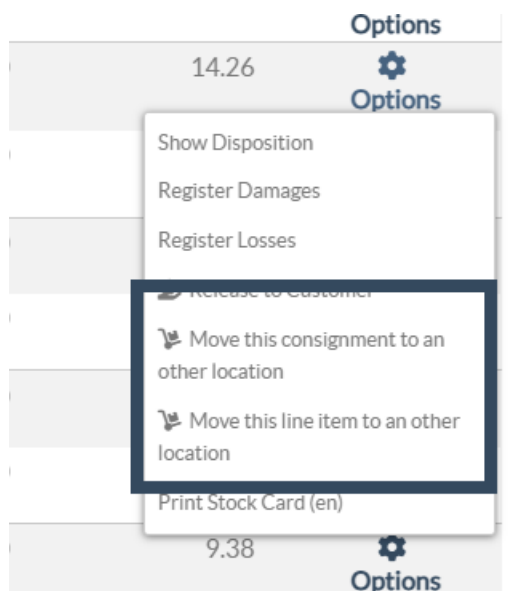 Options
14.26
Options
Show Disposition
Register Damages
Register Losses
Release to Customer
Move this consignment to an
other location
Move this line item to an other
location
Print Stock Card (en)
9.38
Options